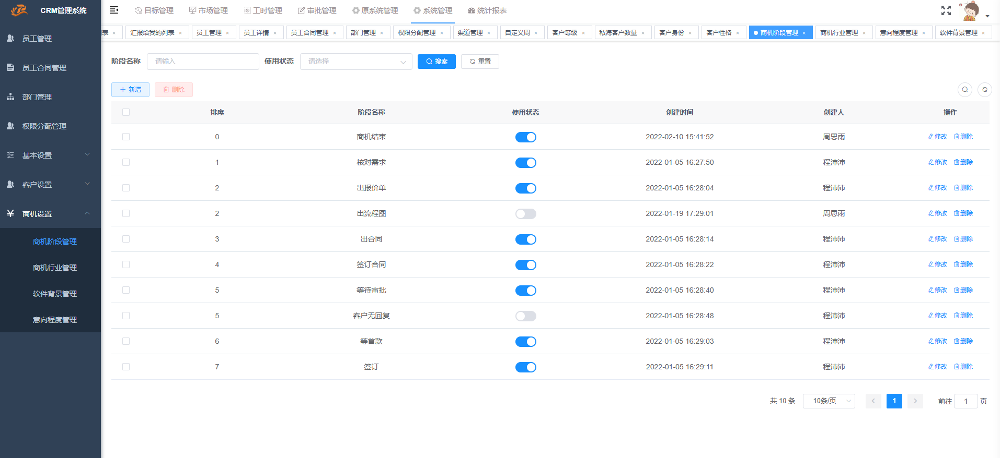 CRM管理系统
目标管理 市场管理 工时管理 审批管理 原系统管理 系统管理 统计报表
表 × 汇报给我的列表 × 员工管理 × 员工详情 × 员工合同管理 × 部门管理 × 权限分配管理 × 渠道管理 × 自定义周 × 客户等级 × 私海客户数量 × 客户身份 × 客户性格 × 商机阶段管理 × 商机行业管理 × 意向程度管理 × 软件背景管理 ×
员工管理
员工合同管理
部门管理
权限分配管理
基本设置
客户设置
商机设置
商机阶段管理
商机行业管理
软件背景管理
意向程度管理
阶段名称 请输入 使用状态 请选择 搜索 重置
新增 删除
排序 阶段名称 使用状态 创建时间 创建人 操作
0 商机结束 2022-02-10 15:41:52 周思雨 修改 删除
1 核对需求 2022-01-05 16:27:50 程沛沛 修改 删除
2 出报价单 2022-01-05 16:28:04 程沛沛 修改 删除
2 出流程图 2022-01-19 17:29:01 周思雨 修改 删除
3 出合同 2022-01-05 16:28:14 程沛沛 修改 删除
4 签订合同 2022-01-05 16:28:22 程沛沛 修改 删除
5 等待审批 2022-01-05 16:28:40 程沛沛 修改 删除
5 客户无回复 2022-01-05 16:28:48 程沛沛 修改 删除
6 等首款 2022-01-05 16:29:03 程沛沛 修改 删除
7 签订 2022-01-05 16:29:11 程沛沛 修改 删除
共 10 条 10条/页 1 前往 1 页